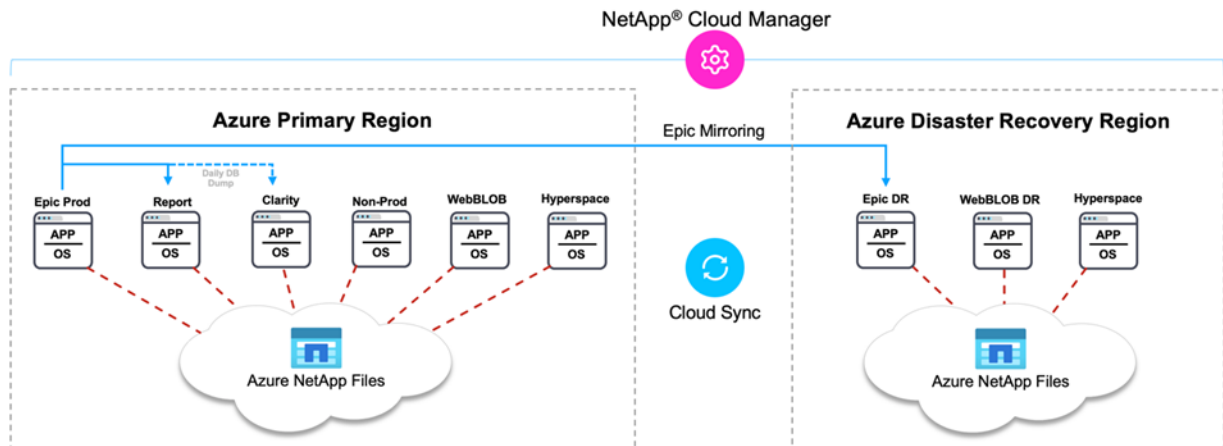 NetApp® Cloud Manager
Azure Primary Region
Epic Mirroring
Azure Disaster Recovery Region
Daily DB
Dump
Epic Prod
Report
Clarity
Non-Prod
WebBLOB
Hyperspace
Epic DR
WebBLOB DR
Hyperspace
APP
OS
APP
OS
APP
OS
APP
OS
APP
OS
APP
OS
APP
OS
APP
OS
APP
OS
Cloud Sync
Azure NetApp Files
Azure NetApp Files